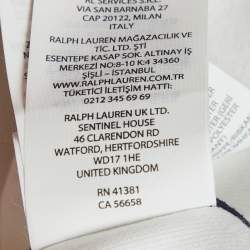 RL SERVICES S.R.L.
VIA SAN BARNABA 27
CAP 20122, MILAN
ITALY
RALPH LAUREN MAĞAZACILIK VE
TİC. LTD. ŞTİ
ESENTEPE KASAP SOK. ALTINAY İŞ
MERKEZİ NO:8-10 K:4 34360
ŞİŞLİ - İSTANBUL
WWW.RALPHLAUREN.COM.TR
TÜKETİCİ İLETİŞİM HATTI:
0212 345 69 69
RALPH LAUREN UK LTD.
SENTINEL HOUSE
46 CLARENDON RD
WATFORD, HERTFORDSHIRE
WD17 1HE
UNITED KINGDOM
RN 41381
CA 56658